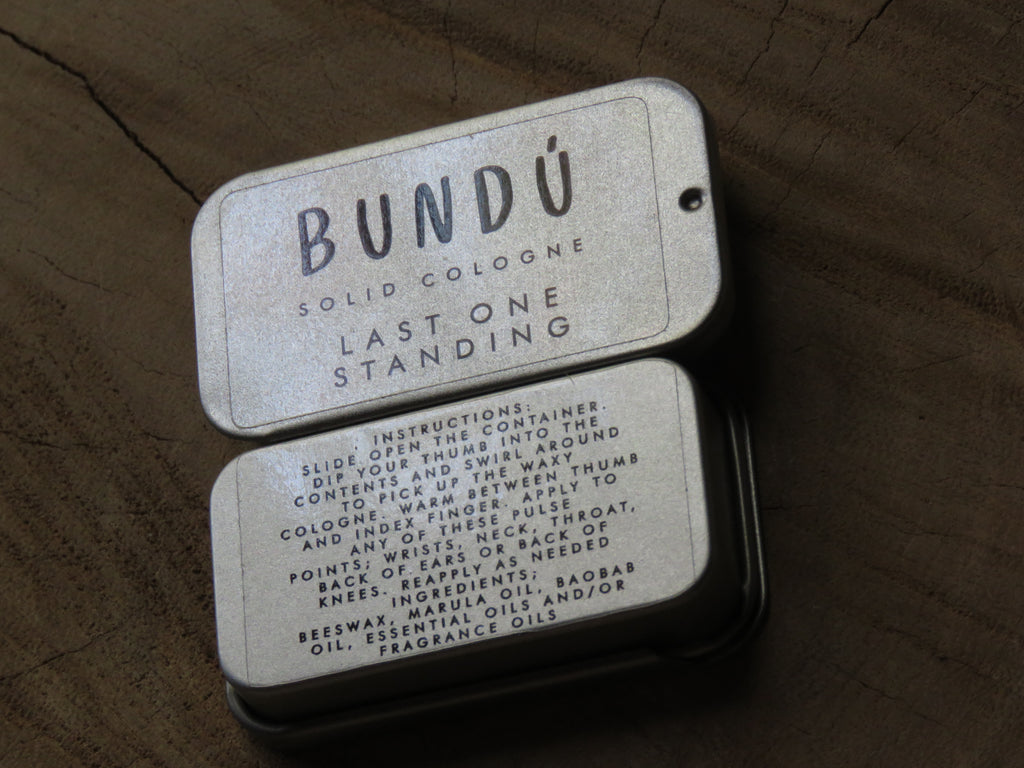 BUNDÚ
SOLID COLOGNE
LAST ONE
STANDING
INSTRUCTIONS:
SLIDE OPEN THE CONTAINER.
DIP YOUR THUMB INTO THE
CONTENTS AND SWIRL AROUND
TO PICK UP THE WAXY
COLOGNE. WARM BETWEEN THUMB
AND INDEX FINGER. APPLY TO
ANY OF THESE PULSE
POINTS; WRISTS, NECK, THROAT,
BACK OF EARS OR BACK OF
KNEES. REAPPLY AS NEEDED
INGREDIENTS;
BEESWAX, MARULA OIL, BAOBAB
OIL, ESSENTIAL OILS AND/OR
FRAGRANCE OILS